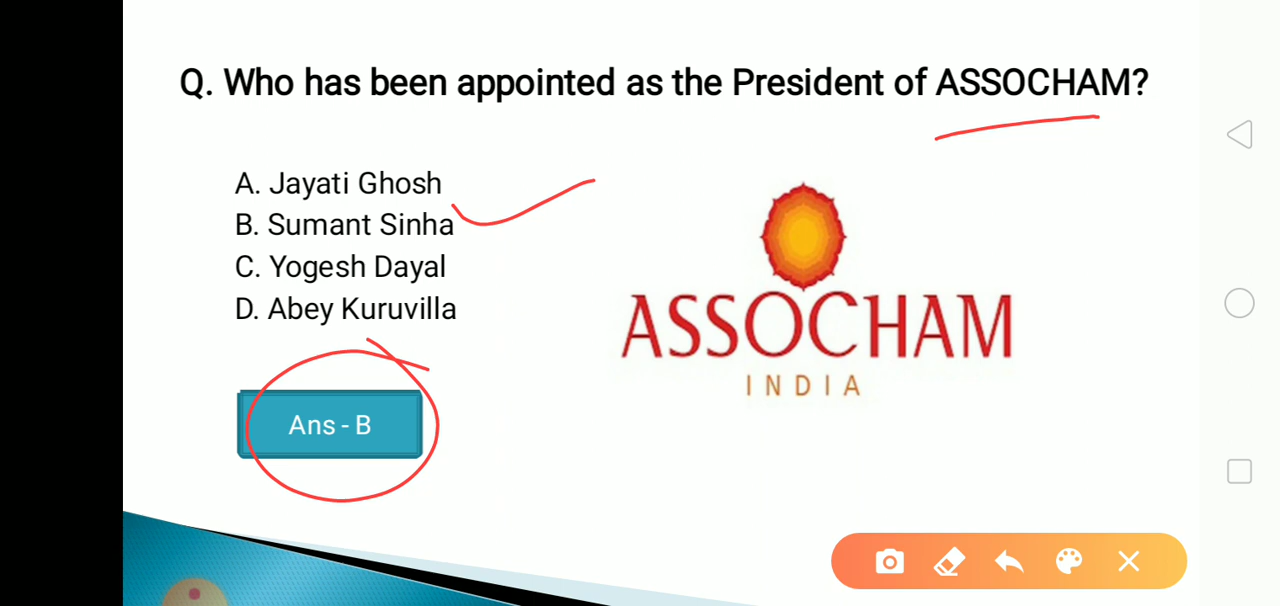 Q. Who has been appointed as the President of ASSOCHAM?
A. Jayati Ghosh
B. Sumant Sinha
C. Yogesh Dayal
D. Abey Kuruvilla
ASSOCHAM
INDIA
Ans - B